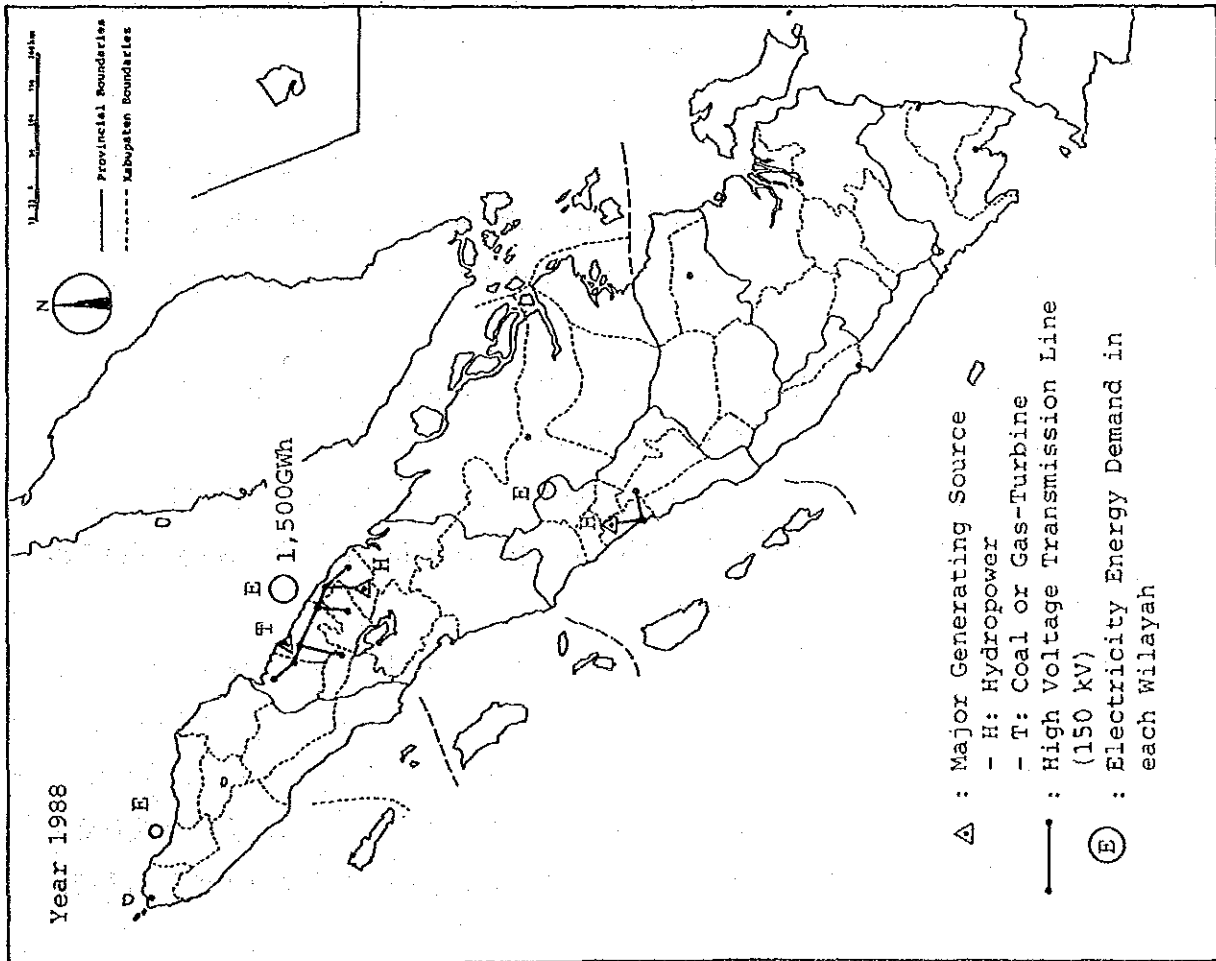 Year 1988
N
Provincial Boundaries
Kabupaten Boundaries
E
T
E
1,500GWh
H
E
H
: Major Generating Source
- H: Hydropower
- T: Coal or Gas-Turbine
: High Voltage Transmission Line
(150 kV)
E : Electricity Energy Demand in
each Wilayah